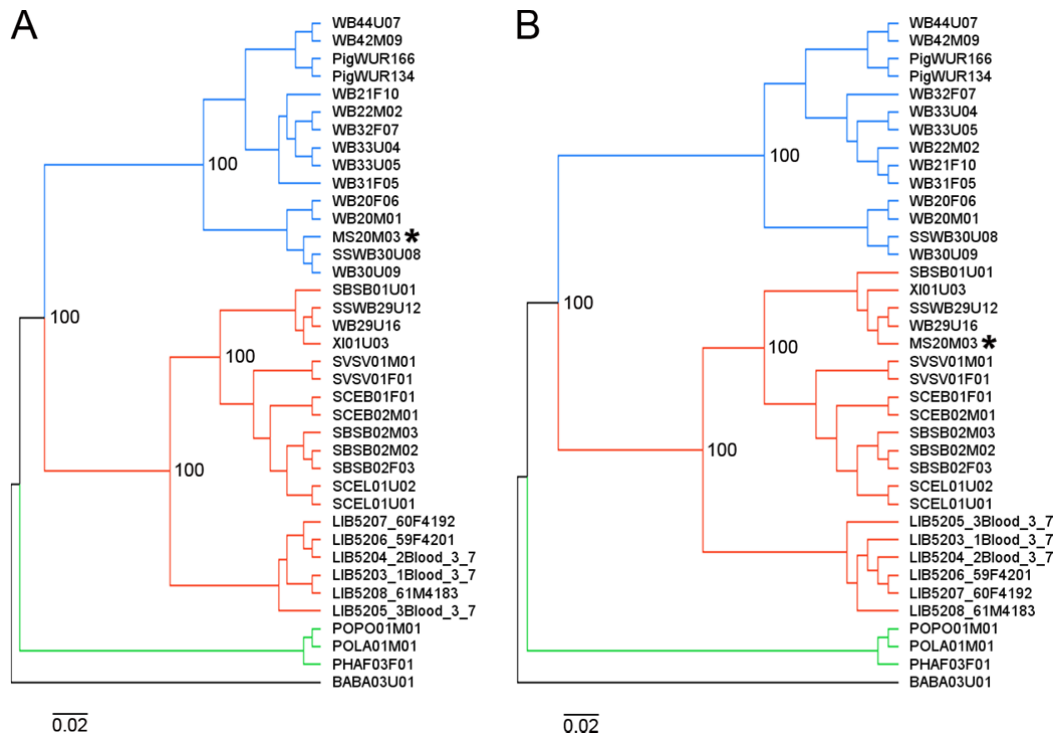 A
WB44U07
WB42M09
PigWUR166
PigWUR134
WB21F10
WB22M02
WB32F07
WB33U04
WB33U05
WB31F05
WB20F06
WB20M01
MS20M03 *
SSWB30U08
WB30U09
SBSB01U01
SSWB29U12
WB29U16
XI01U03
SVSV01M01
SVSV01F01
SCEB01F01
SCEB02M01
SBSB02M03
SBSB02M02
SBSB02F03
SCEL01U02
SCEL01U01
LIB5207_60F4192
LIB5206_59F4201
LIB5204_2Blood_3_7
LIB5203_1Blood_3_7
LIB5208_61M4183
LIB5205_3Blood_3_7
POPO01M01
POLA01M01
PHAF03F01
BABA03U01
100
100
100
100
0.02
B
WB44U07
WB42M09
PigWUR166
PigWUR134
WB32F07
WB33U04
WB33U05
WB22M02
WB21F10
WB31F05
WB20F06
WB20M01
SSWB30U08
WB30U09
SBSB01U01
XI01U03
SSWB29U12
WB29U16
MS20M03 *
SVSV01M01
SVSV01F01
SCEB01F01
SCEB02M01
SBSB02M03
SBSB02M02
SBSB02F03
SCEL01U02
SCEL01U01
LIB5205_3Blood_3_7
LIB5203_1Blood_3_7
LIB5204_2Blood_3_7
LIB5206_59F4201
LIB5207_60F4192
LIB5208_61M4183
POPO01M01
POLA01M01
PHAF03F01
BABA03U01
100
100
100
100
0.02